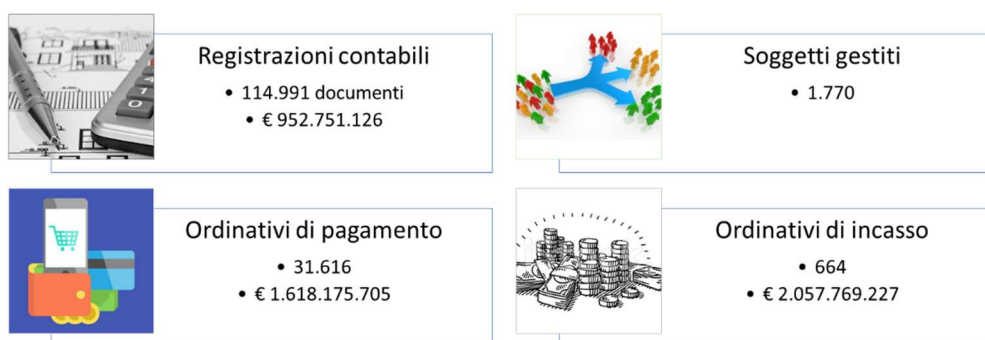 Registrazioni contabili
• 114.991 documenti
• € 952.751.126
Soggetti gestiti
• 1.770
Ordinativi di pagamento
• 31.616
• € 1.618.175.705
Ordinativi di incasso
• 664
• € 2.057.769.227